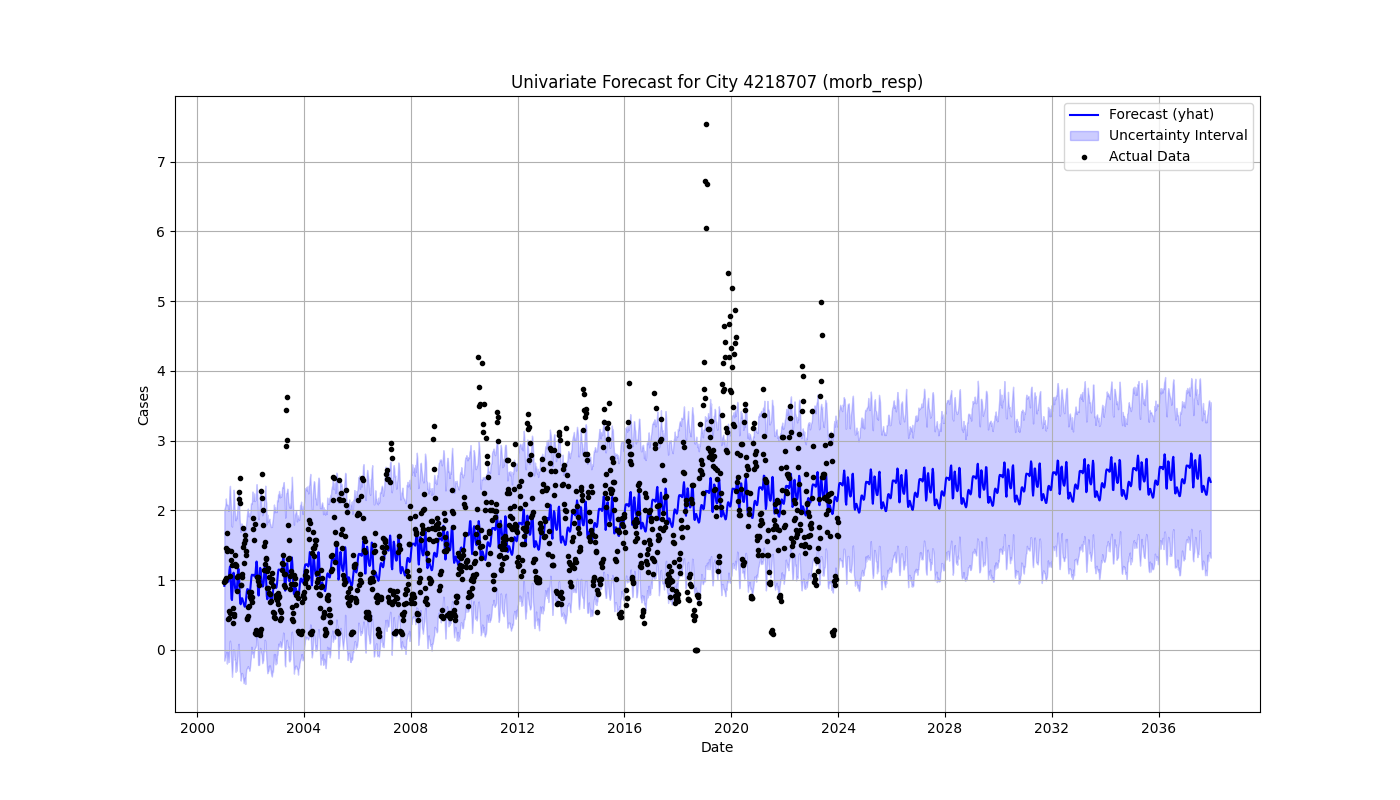 Univariate Forecast for City 4218707 (morb_resp)
Forecast (yhat)
Uncertainty Interval
Actual Data
Cases
7
6
5
4
3
2
1
0
2000 2004 2008 2012 2016 2020 2024 2028 2032 2036
Date